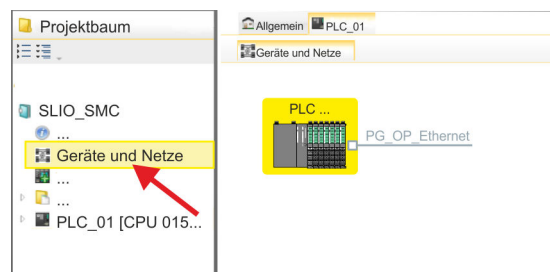 Projektbaum
SLIO_SMC
...
Geräte und Netze
...
...
PLC_01 [CPU 015...
Allgemein
PLC_01
Geräte und Netze
PLC ...
PG_OP_Ethernet